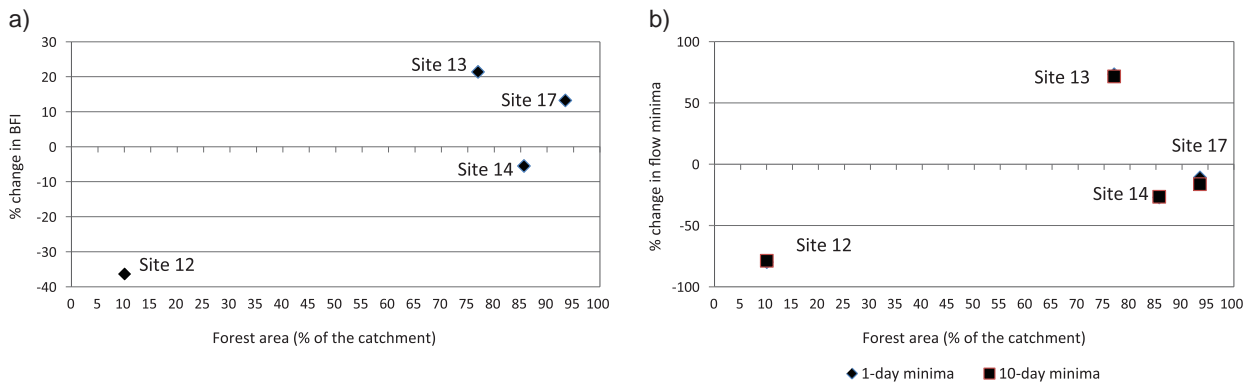 a)
30
20
10
0
-10
-20
-30
-40
% change in BFI
Site 13
Site 17
Site 14
Site 12
0 5 10 15 20 25 30 35 40 45 50 55 60 65 70 75 80 85 90 95 100
Forest area (% of the catchment)
b)
100
50
0
-50
-100
% change in flow minima
Site 13
Site 17
Site 14
Site 12
0 5 10 15 20 25 30 35 40 45 50 55 60 65 70 75 80 85 90 95 100
Forest area (% of the catchment)
1-day minima 10-day minima